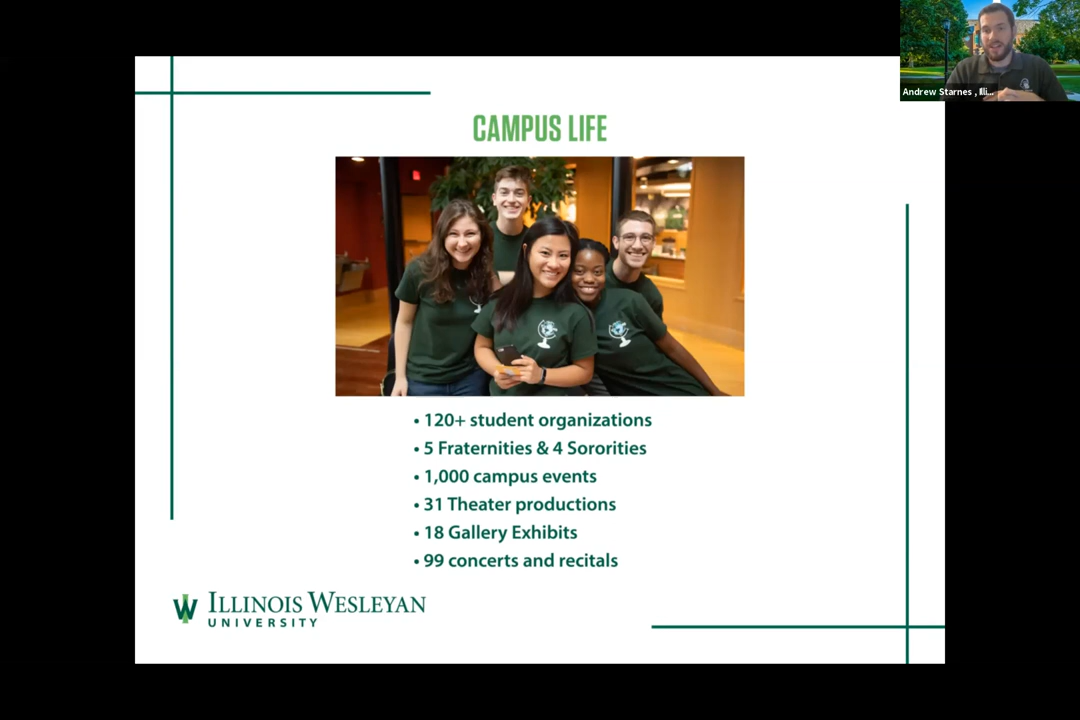 Andrew Starnes , Illi...
CAMPUS LIFE
• 120+ student organizations
• 5 Fraternities & 4 Sororities
• 1,000 campus events
• 31 Theater productions
• 18 Gallery Exhibits
• 99 concerts and recitals
ILLINOIS WESLEYAN
UNIVERSITY